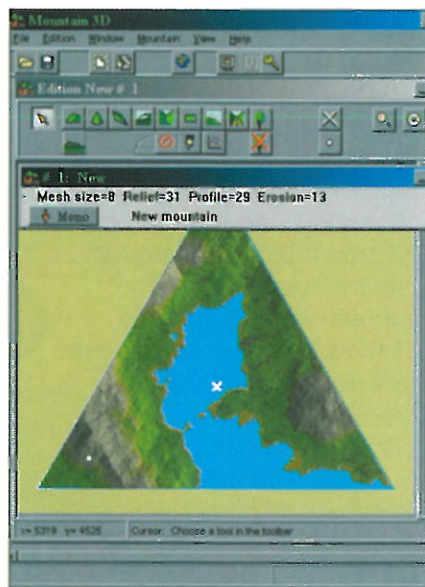 Mountain 3D
File Edition Window Mountain View Help
Edition New # 1
# 1: New
Mesh size=8 Relief=31 Profile=29 Erosion=13
Memo New mountain
x= 5319 y= 4525 Cursor: Choose a tool in the toolbar